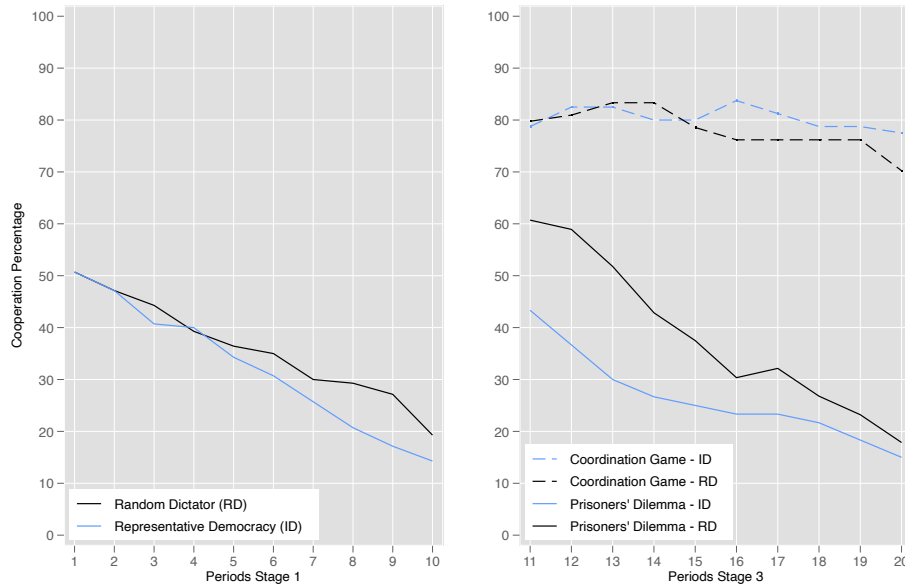 Cooperation Percentage
100
90
80
70
60
50
40
30
20
10
0
Random Dictator (RD)
Representative Democracy (ID)
1 2 3 4 5 6 7 8 9 10
Periods Stage 1
100
90
80
70
60
50
40
30
20
10
0
Coordination Game - ID
Coordination Game - RD
Prisoners' Dilemma - ID
Prisoners' Dilemma - RD
11 12 13 14 15 16 17 18 19 20
Periods Stage 3